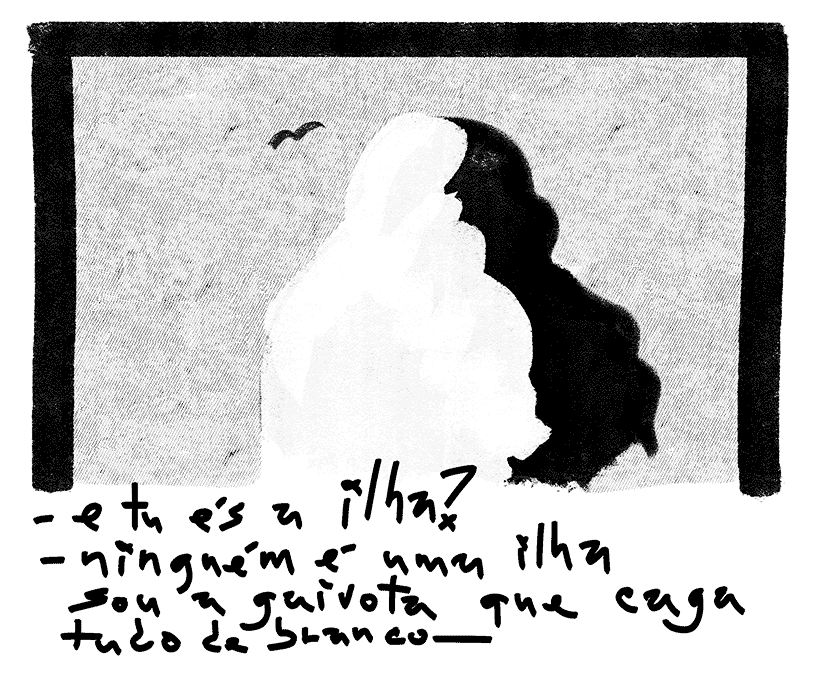 - e tu és a ilha?
- ninguém é uma ilha
sou a gaivota que caga
tudo de branco—